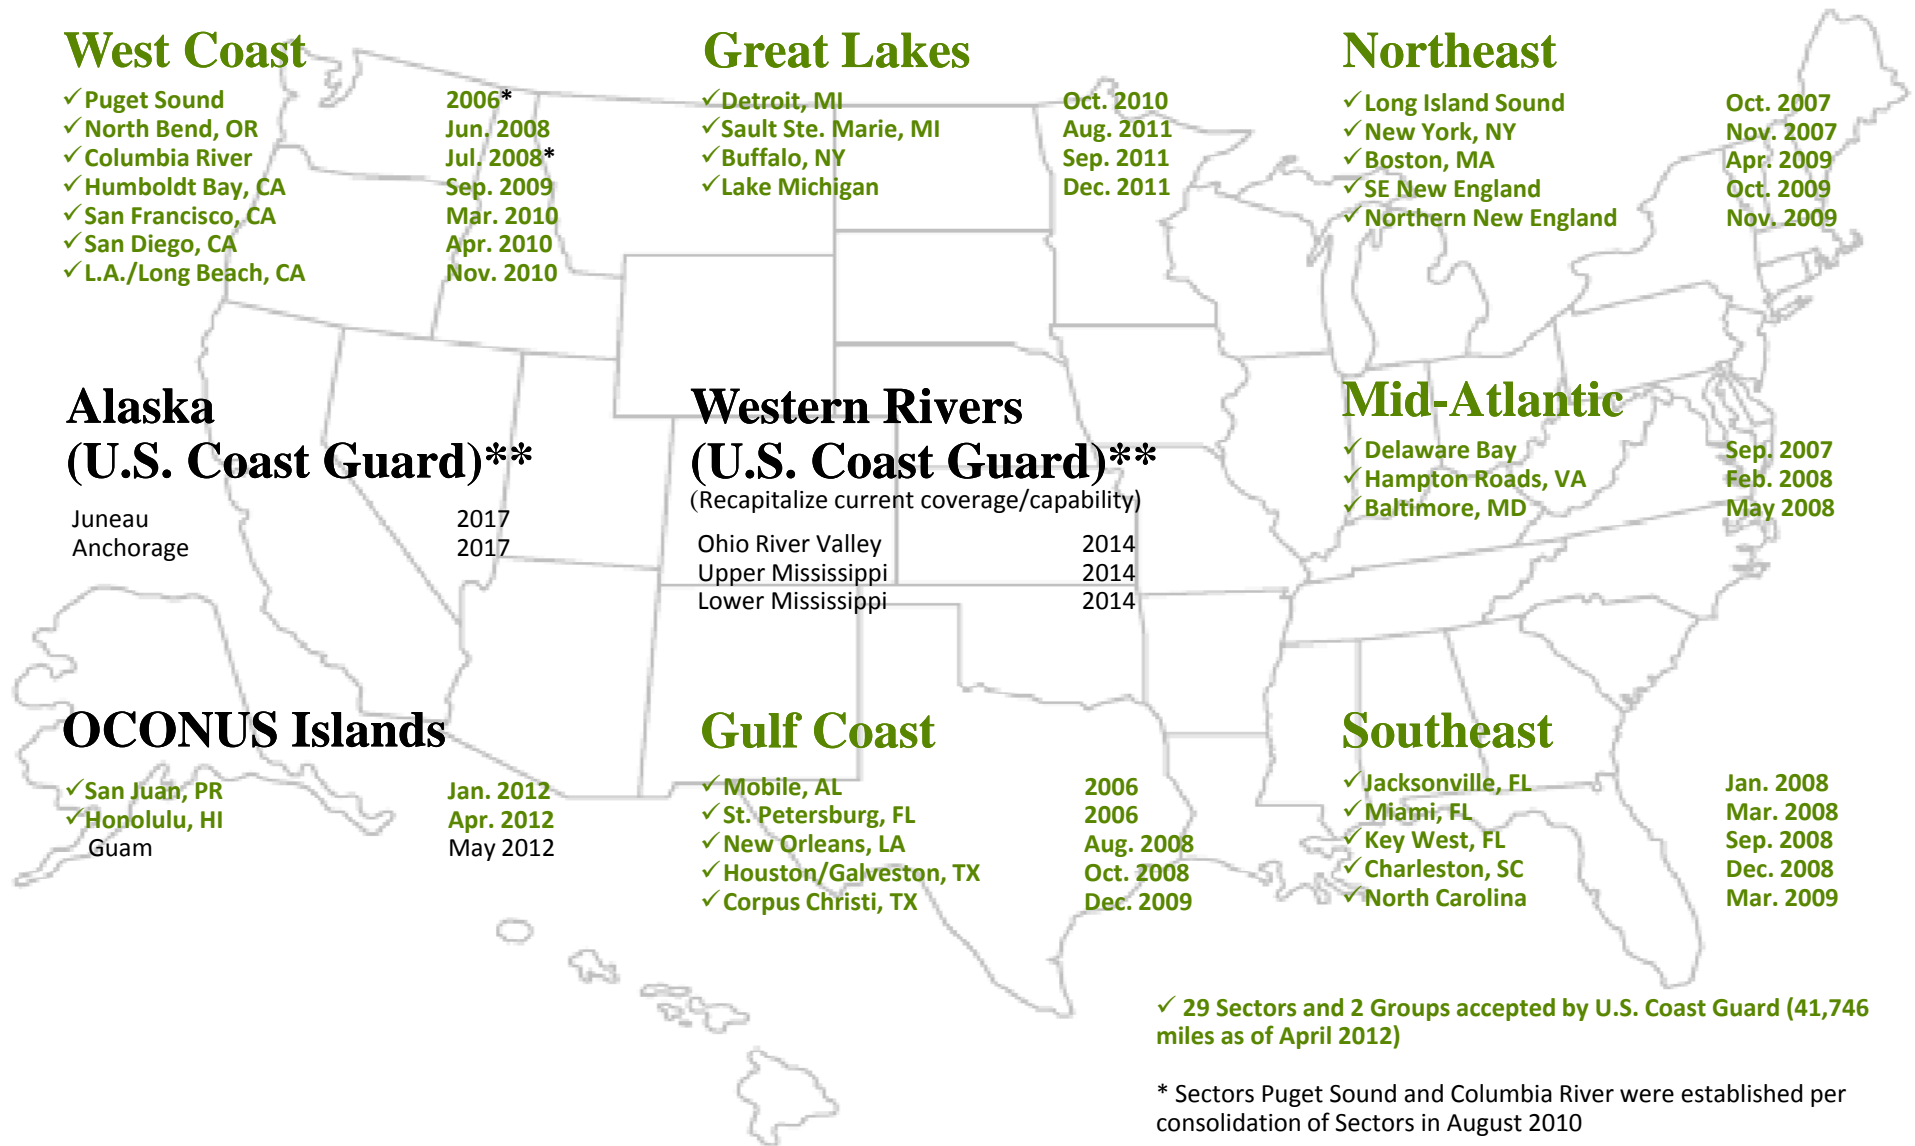 West Coast
✓Puget Sound 2006*
✓North Bend, OR Jun. 2008
✓Columbia River Jul. 2008*
✓Humboldt Bay, CA Sep. 2009
✓San Francisco, CA Mar. 2010
✓San Diego, CA Apr. 2010
✓L.A./Long Beach, CA Nov. 2010
Great Lakes
✓Detroit, MI Oct. 2010
✓Sault Ste. Marie, MI Aug. 2011
✓Buffalo, NY Sep. 2011
✓Lake Michigan Dec. 2011
Northeast
✓Long Island Sound Oct. 2007
✓New York, NY Nov. 2007
✓Boston, MA Apr. 2009
✓SE New England Oct. 2009
✓Northern New England Nov. 2009
Alaska
(U.S. Coast Guard)**
Juneau 2017
Anchorage 2017
Western Rivers
(U.S. Coast Guard)**
(Recapitalize current coverage/capability)
Ohio River Valley 2014
Upper Mississippi 2014
Lower Mississippi 2014
Mid-Atlantic
✓Delaware Bay Sep. 2007
✓Hampton Roads, VA Feb. 2008
✓Baltimore, MD May 2008
OCONUS Islands
✓San Juan, PR Jan. 2012
✓Honolulu, HI Apr. 2012
Guam May 2012
Gulf Coast
✓Mobile, AL 2006
✓St. Petersburg, FL 2006
✓New Orleans, LA Aug. 2008
✓Houston/Galveston, TX Oct. 2008
✓Corpus Christi, TX Dec. 2009
Southeast
✓Jacksonville, FL Jan. 2008
✓Miami, FL Mar. 2008
✓Key West, FL Sep. 2008
✓Charleston, SC Dec. 2008
✓North Carolina Mar. 2009
✓ 29 Sectors and 2 Groups accepted by U.S. Coast Guard (41,746
miles as of April 2012)
* Sectors Puget Sound and Columbia River were established per
consolidation of Sectors in August 2010